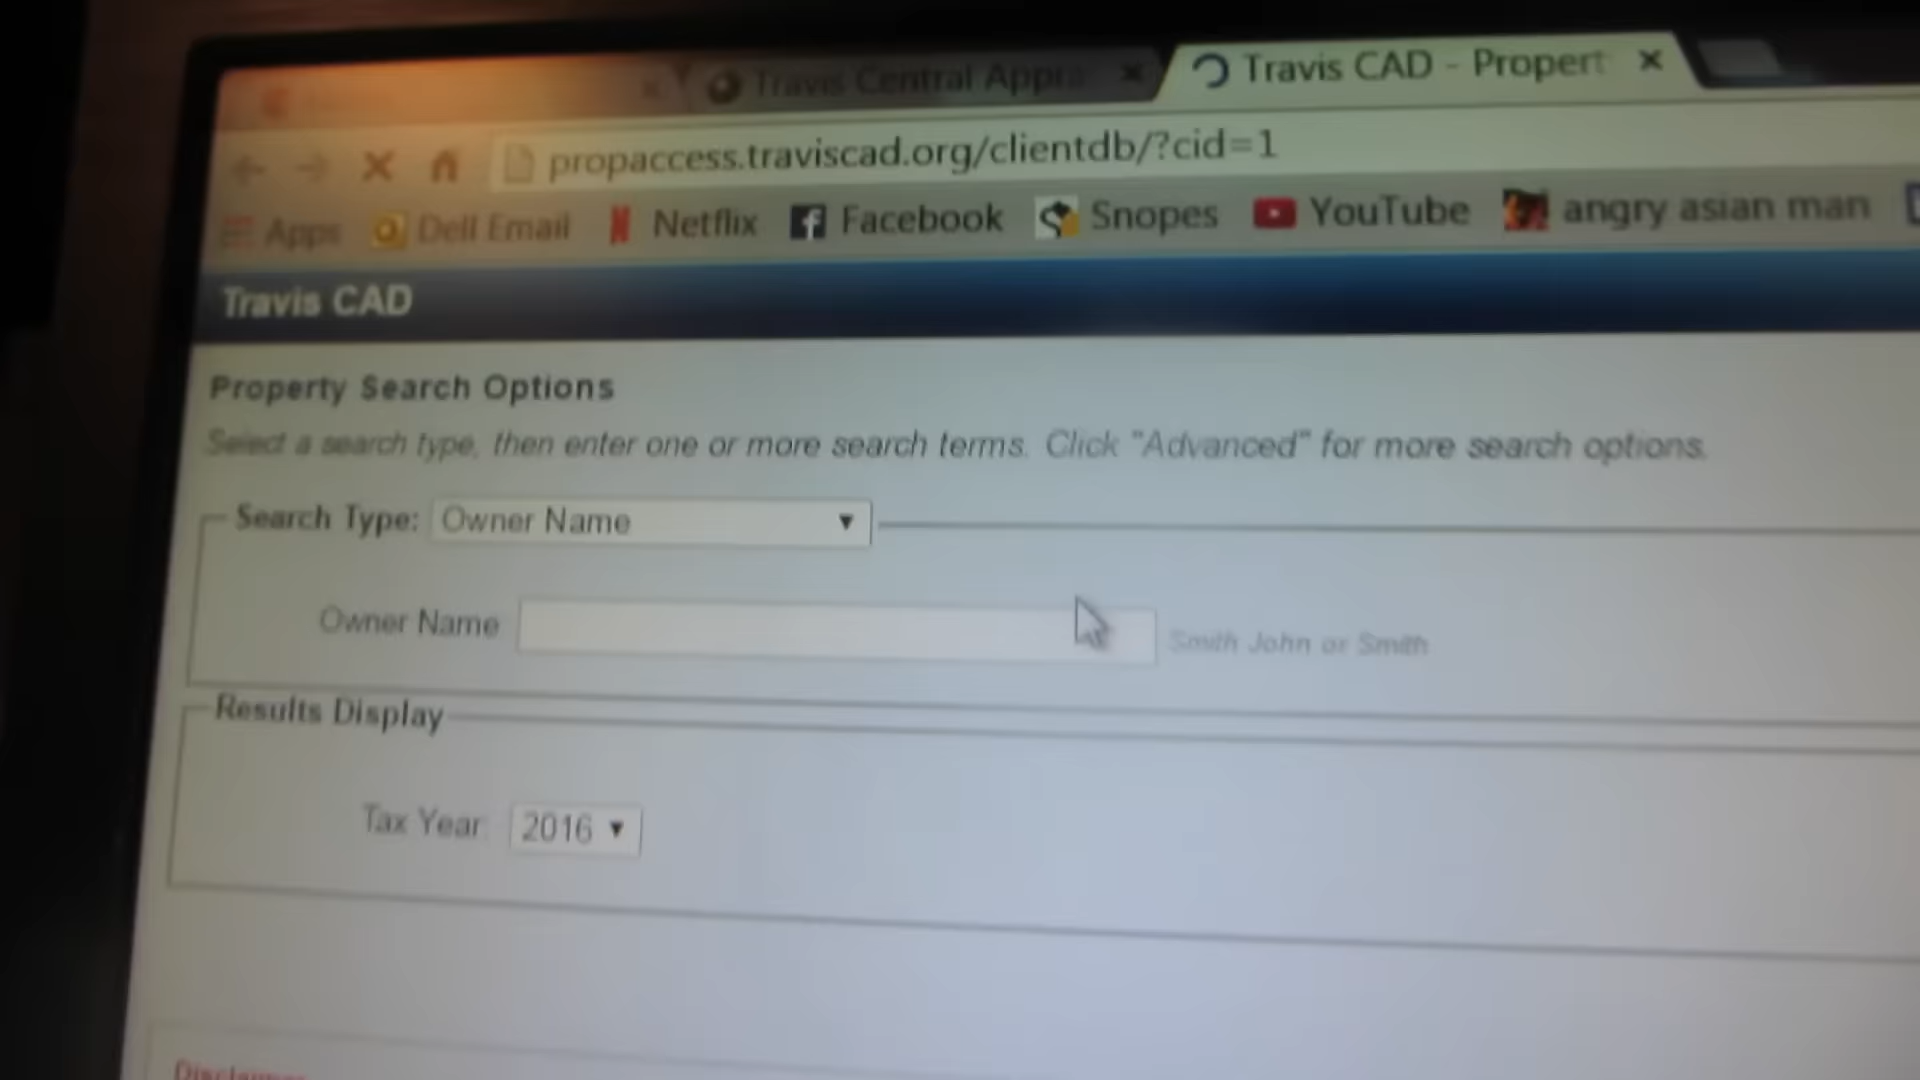 Travis Central Appra
Travis CAD - Propert
propaccess.traviscad.org/clientdb/?cid=1
Apps Dell Email Netflix Facebook Snopes YouTube angry asian man
Travis CAD
Property Search Options
Select a search type, then enter one or more search terms. Click "Advanced" for more search options.
Search Type: Owner Name
Owner Name Smith John or Smith
Results Display
Tax Year 2016
Disclaimer